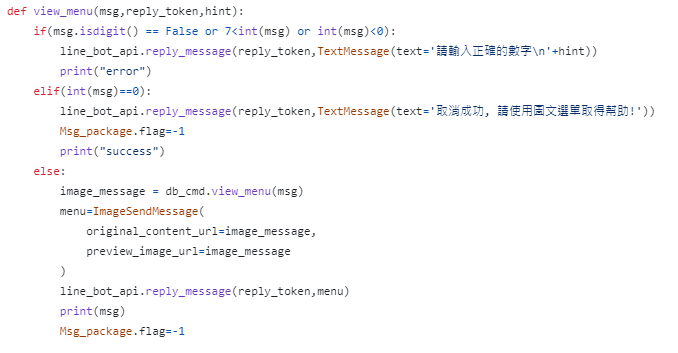 def view_menu(msg,reply_token,hint):
    if(msg.isdigit() == False or 7<int(msg) or int(msg)<0):
        line_bot_api.reply_message(reply_token,TextMessage(text='請輸入正確的數字\n'+hint))
        print("error")
    elif(int(msg)==0):
        line_bot_api.reply_message(reply_token,TextMessage(text='取消成功, 請使用圖文選單取得幫助!'))
        Msg_package.flag=-1
        print("success")
    else:
        image_message = db_cmd.view_menu(msg)
        menu=ImageSendMessage(
            original_content_url=image_message,
            preview_image_url=image_message
        )
        line_bot_api.reply_message(reply_token,menu)
        print(msg)
        Msg_package.flag=-1